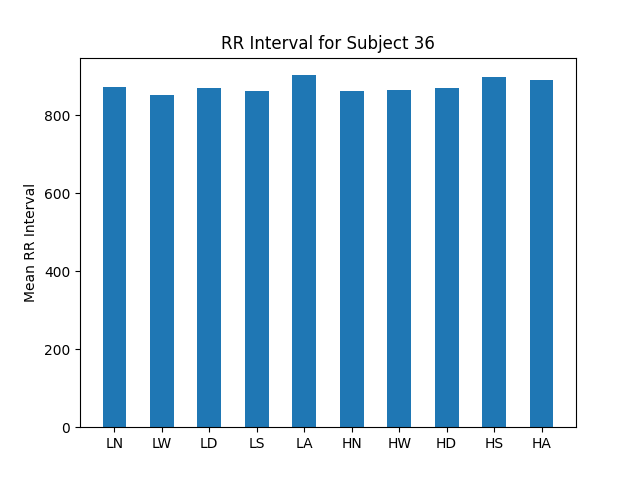 RR Interval for Subject 36
Mean RR Interval
800
600
400
200
0
LN LW LD LS LA HN HW HD HS HA